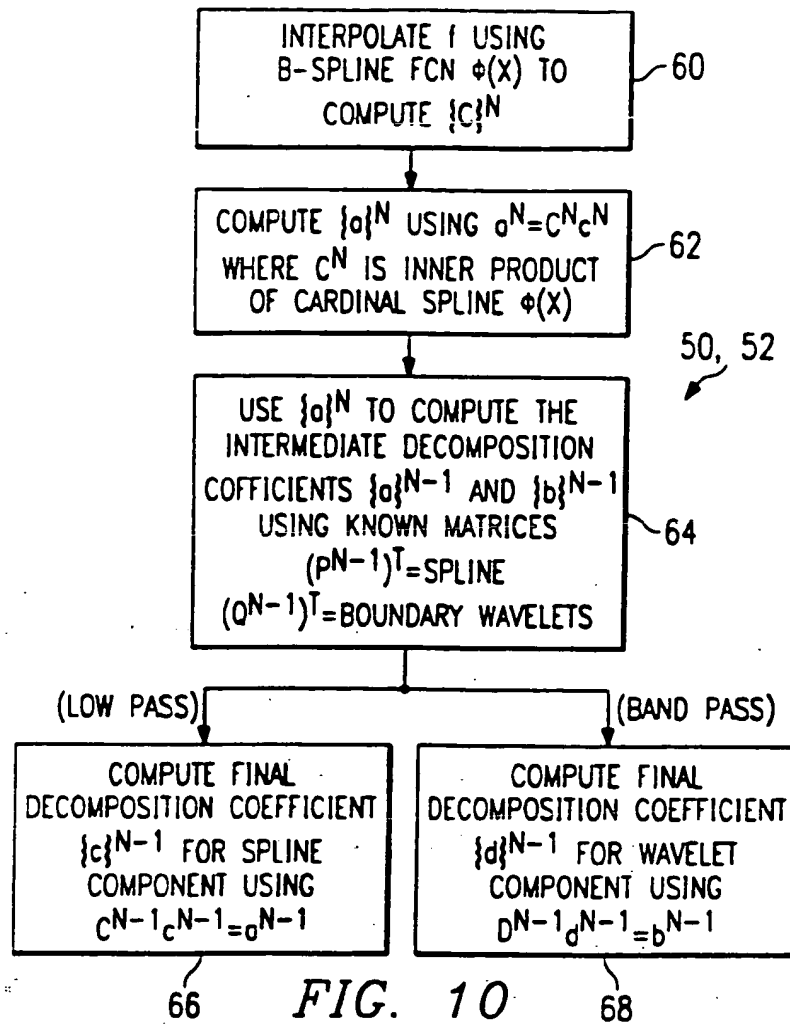 INTERPOLATE f USING
B-SPLINE FCN ϕ(X) TO
COMPUTE {C}^N
60
COMPUTE {a}^N USING a^N=C^Nc^N
WHERE C^N IS INNER PRODUCT
OF CARDINAL SPLINE ϕ(X)
62
50, 52
USE {a}^N TO COMPUTE THE
INTERMEDIATE DECOMPOSITION
COFFICIENTS {a}^N-1 AND {b}^N-1
USING KNOWN MATRICES
(P^N-1)^T=SPLINE
(Q^N-1)^T=BOUNDARY WAVELETS
64
(LOW PASS)
(BAND PASS)
COMPUTE FINAL
DECOMPOSITION COEFFICIENT
{c}^N-1 FOR SPLINE
COMPONENT USING
C^N-1c^N-1=a^N-1
66
COMPUTE FINAL
DECOMPOSITION COEFFICIENT
{d}^N-1 FOR WAVELET
COMPONENT USING
D^N-1d^N-1=b^N-1
68
FIG. 10